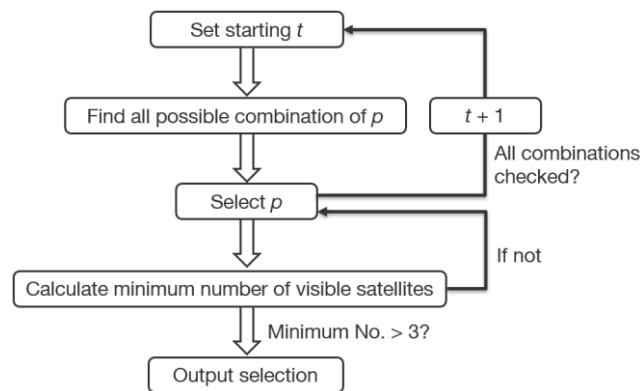 Set starting t
Find all possible combination of p
t + 1
All combinations
checked?
Select p
If not
Calculate minimum number of visible satellites
Minimum No. > 3?
Output selection